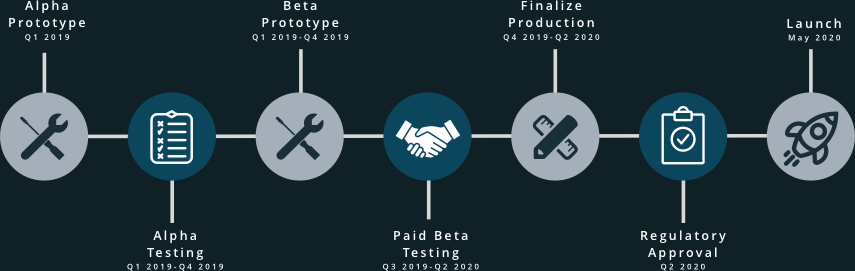 Alpha
Prototype
Q1 2019
Beta
Prototype
Q1 2019-Q4 2019
Finalize
Production
Q4 2019-Q2 2020
Launch
May 2020
Alpha
Testing
Q1 2019-Q4 2019
Paid Beta
Testing
Q3 2019-Q2 2020
Regulatory
Approval
Q2 2020